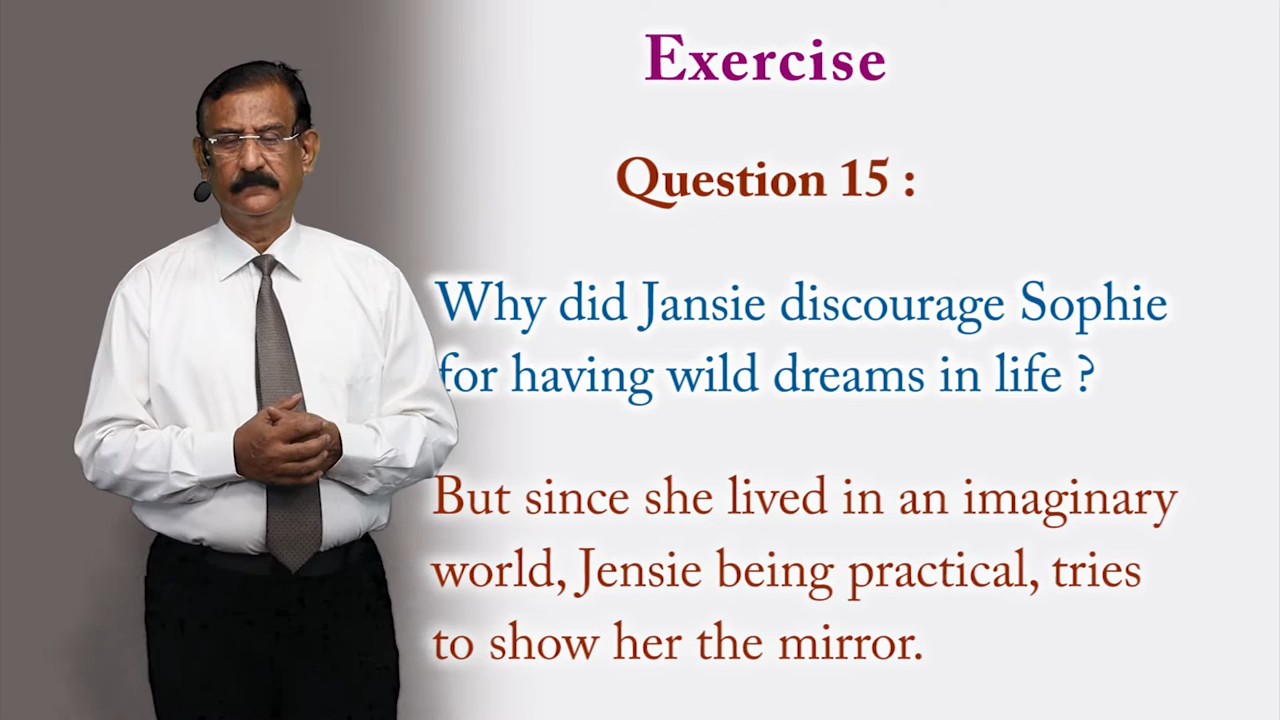 Exercise
Question 15 :
Why did Jansie discourage Sophie
for having wild dreams in life ?
But since she lived in an imaginary
world, Jensie being practical, tries
to show her the mirror.